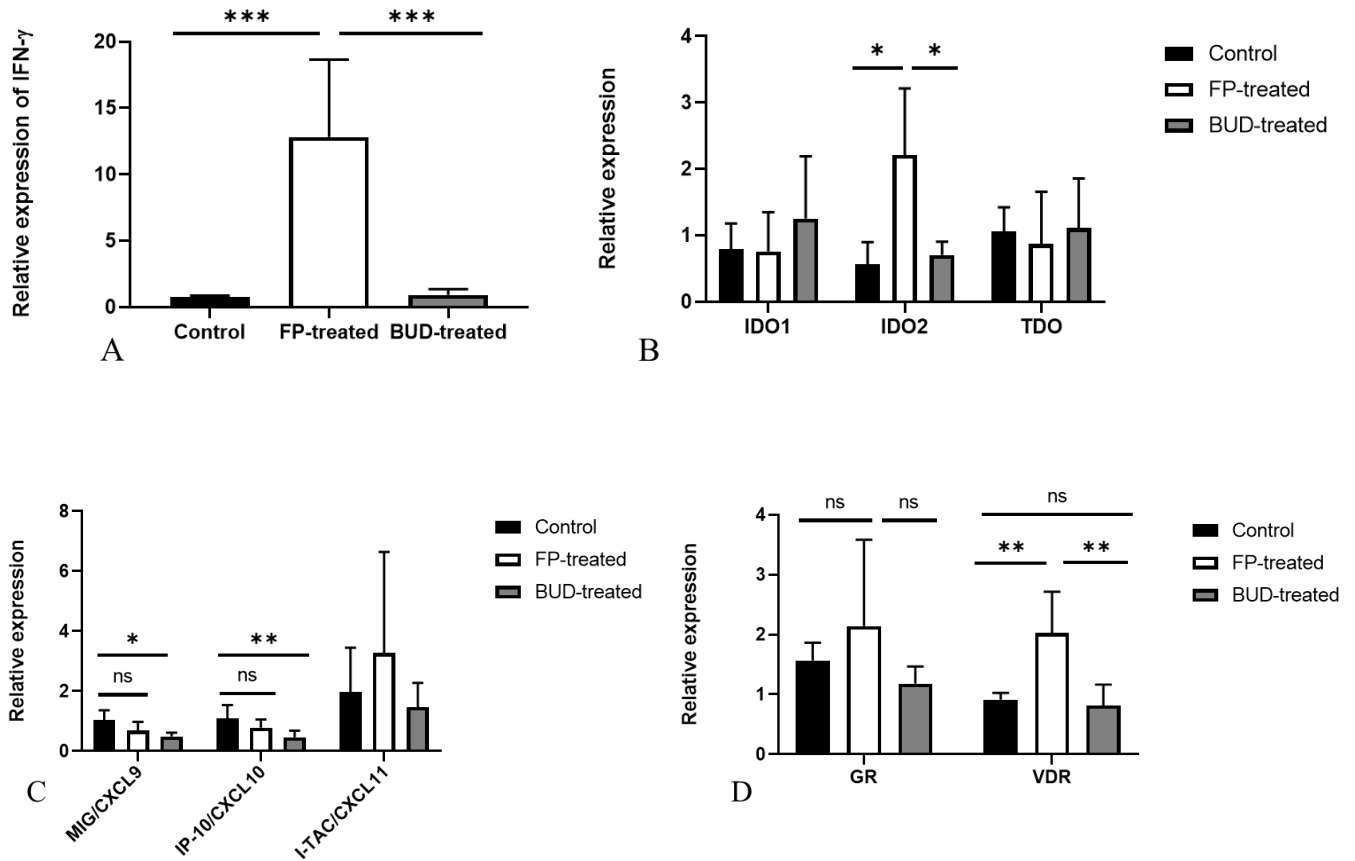 *** ***
Relative expression of IFN-γ
20
15
10
5
0
Control FP-treated BUD-treated
A
Relative expression
4
3
2
1
0
* *
IDO1 IDO2 TDO
Control
FP-treated
BUD-treated
B
Relative expression
8
6
4
2
0
* **
ns ns
MIG/CXCL9 IP-10/CXCL10 I-TAC/CXCL11
Control
FP-treated
BUD-treated
C
Relative expression
4
3
2
1
0
ns ns ns
** **
GR VDR
Control
FP-treated
BUD-treated
D